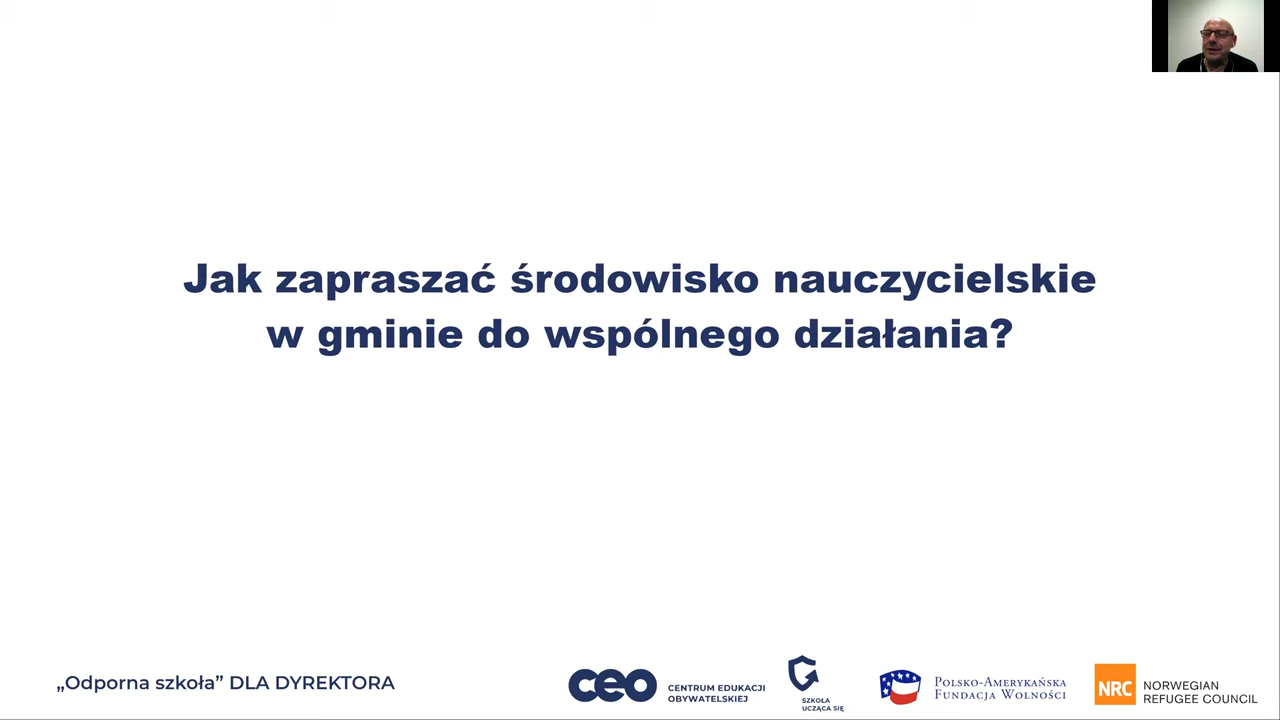 Jak zapraszać środowisko nauczycielskie
w gminie do wspólnego działania?
„Odporna szkoła” DLA DYREKTORA
ceo
CENTRUM EDUKACJI
OBYWATELSKIEJ
SZKOŁA
UCZĄCA SIĘ
POLSKO-AMERYKAŃSKA
FUNDACJA WOLNOŚCI
NRC
NORWEGIAN
REFUGEE COUNCIL